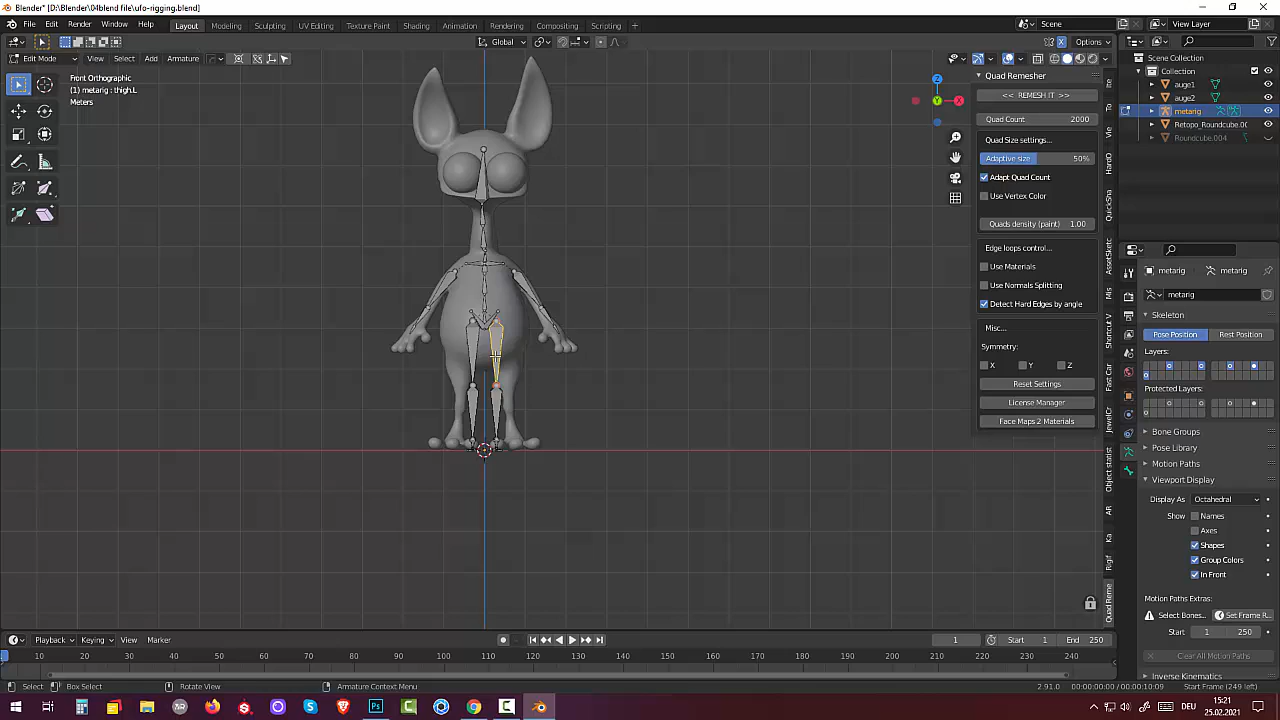 Blender* [D:\Blender\04blend file\ufo-rigging.blend]
File Edit Render Window Help Layout Modeling Sculpting UV Editing Texture Paint Shading Animation Rendering Compositing Scripting + Scene View Layer
Global Options
Edit Mode View Select Add Armature
Front Orthographic
(1) metarig : thigh.L
Meters
Quad Remesher
<< REMESH IT >>
Quad Count: 2000
Quad Size settings...
Adaptive size 50%
Adapt Quad Count
Use Vertex Color
Quads density (paint) 1.00
Edge loops control...
Use Materials
Use Normals Splitting
Detect Hard Edges by angle
Misc...
Symmetry:
X Y Z
Reset Settings
License Manager
Face Maps 2 Materials
Scene Collection
Collection
auge1
auge2
metarig
Retopo_Roundcube.0(
Roundcube.004
metarig metarig
metarig
Skeleton
Pose Position Rest Position
Layers:
Protected Layers:
Bone Groups
Pose Library
Motion Paths
Viewport Display
Display As Octahedral
Show Names
Axes
Shapes
Group Colors
In Front
Motion Paths Extras:
Select Bones... Set Frame R...
Start 1 250
Clear All Motion Paths
Inverse Kinematics
Playback Keying View Marker 1 Start 1 End 250
10 20 30 40 50 60 70 80 90 100 110 120 130 140 150 160 170 180 190 200 210 220 230 240
Select Box Select Rotate View Armature Context Menu 2.91.0 00:00:00:00 / 00:00:10:09 Start Frame (249 left)
DEU 15:21
25.02.2021